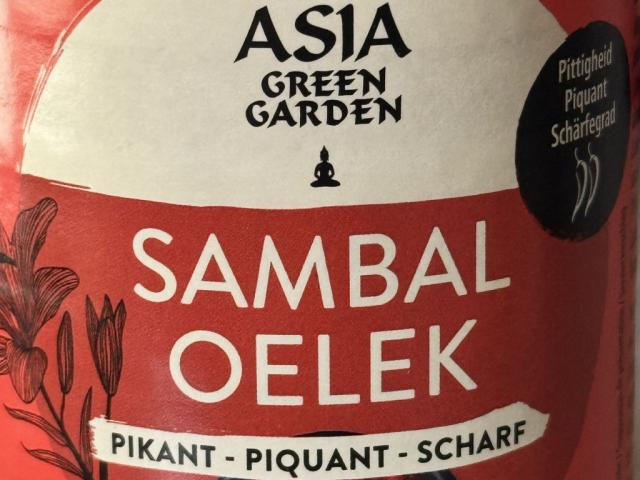 ASIA
GREEN
GARDEN
Pittigheid
Piquant
Schärfegrad
SAMBAL
OELEK
PIKANT - PIQUANT - SCHARF